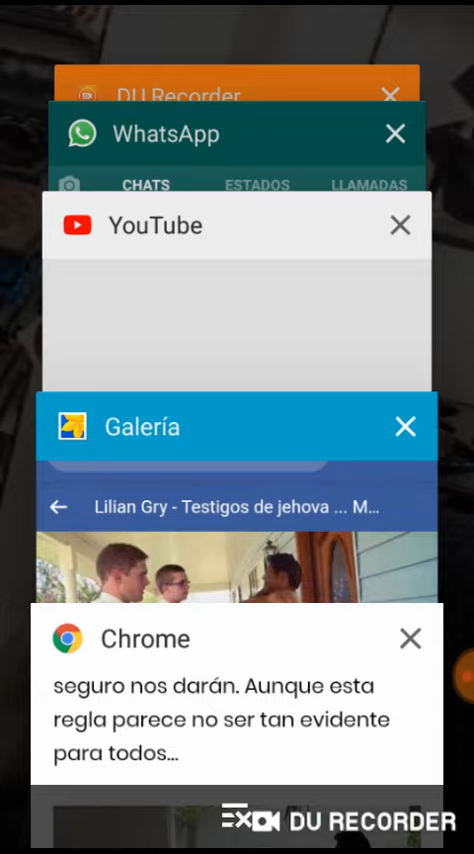 DU Recorder
WhatsApp
CHATS ESTADOS LLAMADAS
YouTube
Galería
Lilian Gry - Testigos de jehova ... M...
Chrome
seguro nos darán. Aunque esta
regla parece no ser tan evidente
para todos...
DU RECORDER